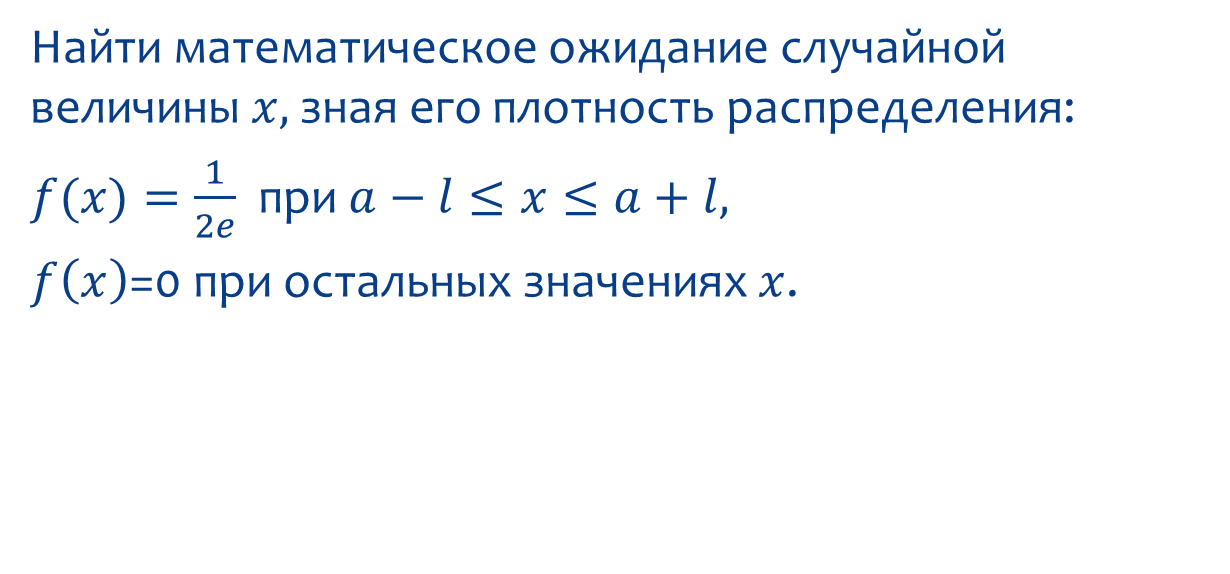 Найти математическое ожидание случайной
величины x, зная его плотность распределения:
f(x) = 1/2e при a − l ≤ x ≤ a + l,
f(x)=0 при остальных значениях x.